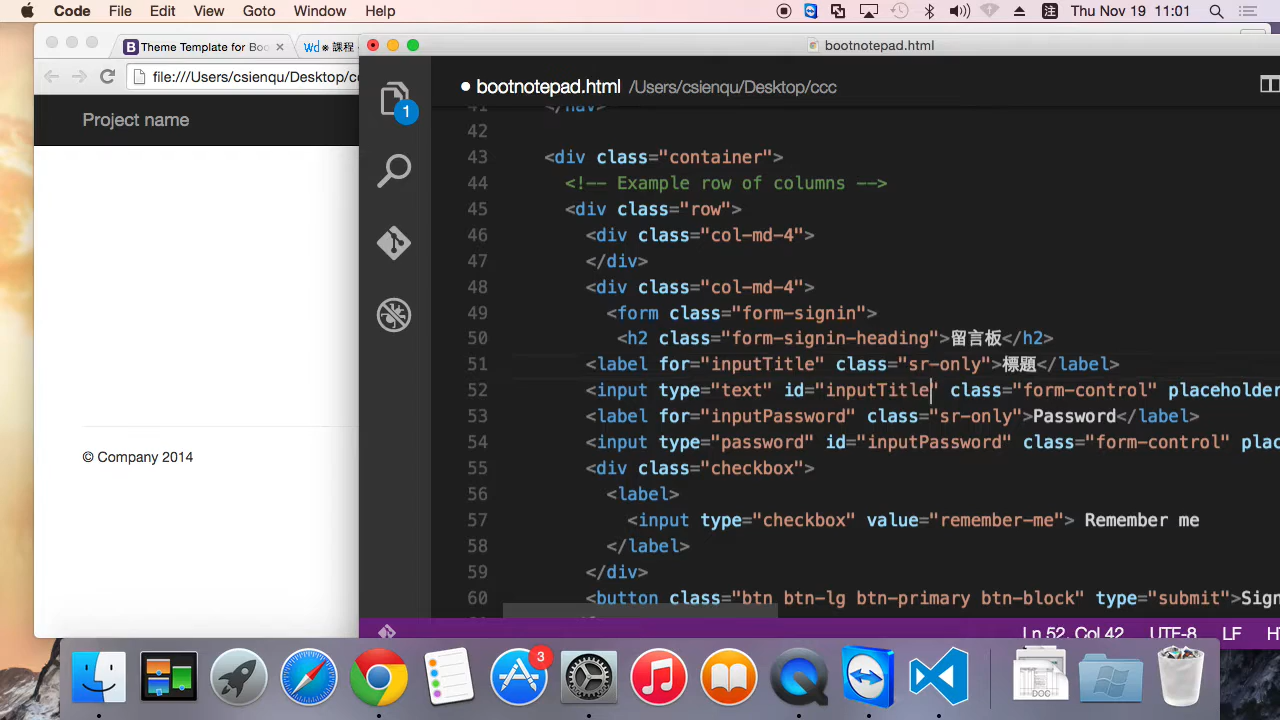 Code File Edit View Goto Window Help Thu Nov 19 11:01
Theme Template for Boo
Wd ※ 課程
bootnotepad.html
file:///Users/csienqu/Desktop/cc
bootnotepad.html /Users/csienqu/Desktop/ccc
1
Project name
41 </nav>
42
43 <div class="container">
44 <!-- Example row of columns -->
45 <div class="row">
46 <div class="col-md-4">
47 </div>
48 <div class="col-md-4">
49 <form class="form-signin">
50 <h2 class="form-signin-heading">留言板</h2>
51 <label for="inputTitle" class="sr-only">標題</label>
52 <input type="text" id="inputTitle" class="form-control" placeholder
53 <label for="inputPassword" class="sr-only">Password</label>
54 <input type="password" id="inputPassword" class="form-control" plac
55 <div class="checkbox">
56 <label>
57 <input type="checkbox" value="remember-me"> Remember me
58 </label>
59 </div>
60 <button class="btn btn-lg btn-primary btn-block" type="submit">Sign
© Company 2014
Ln 52, Col 42 UTF-8 LF HT
3
DOC